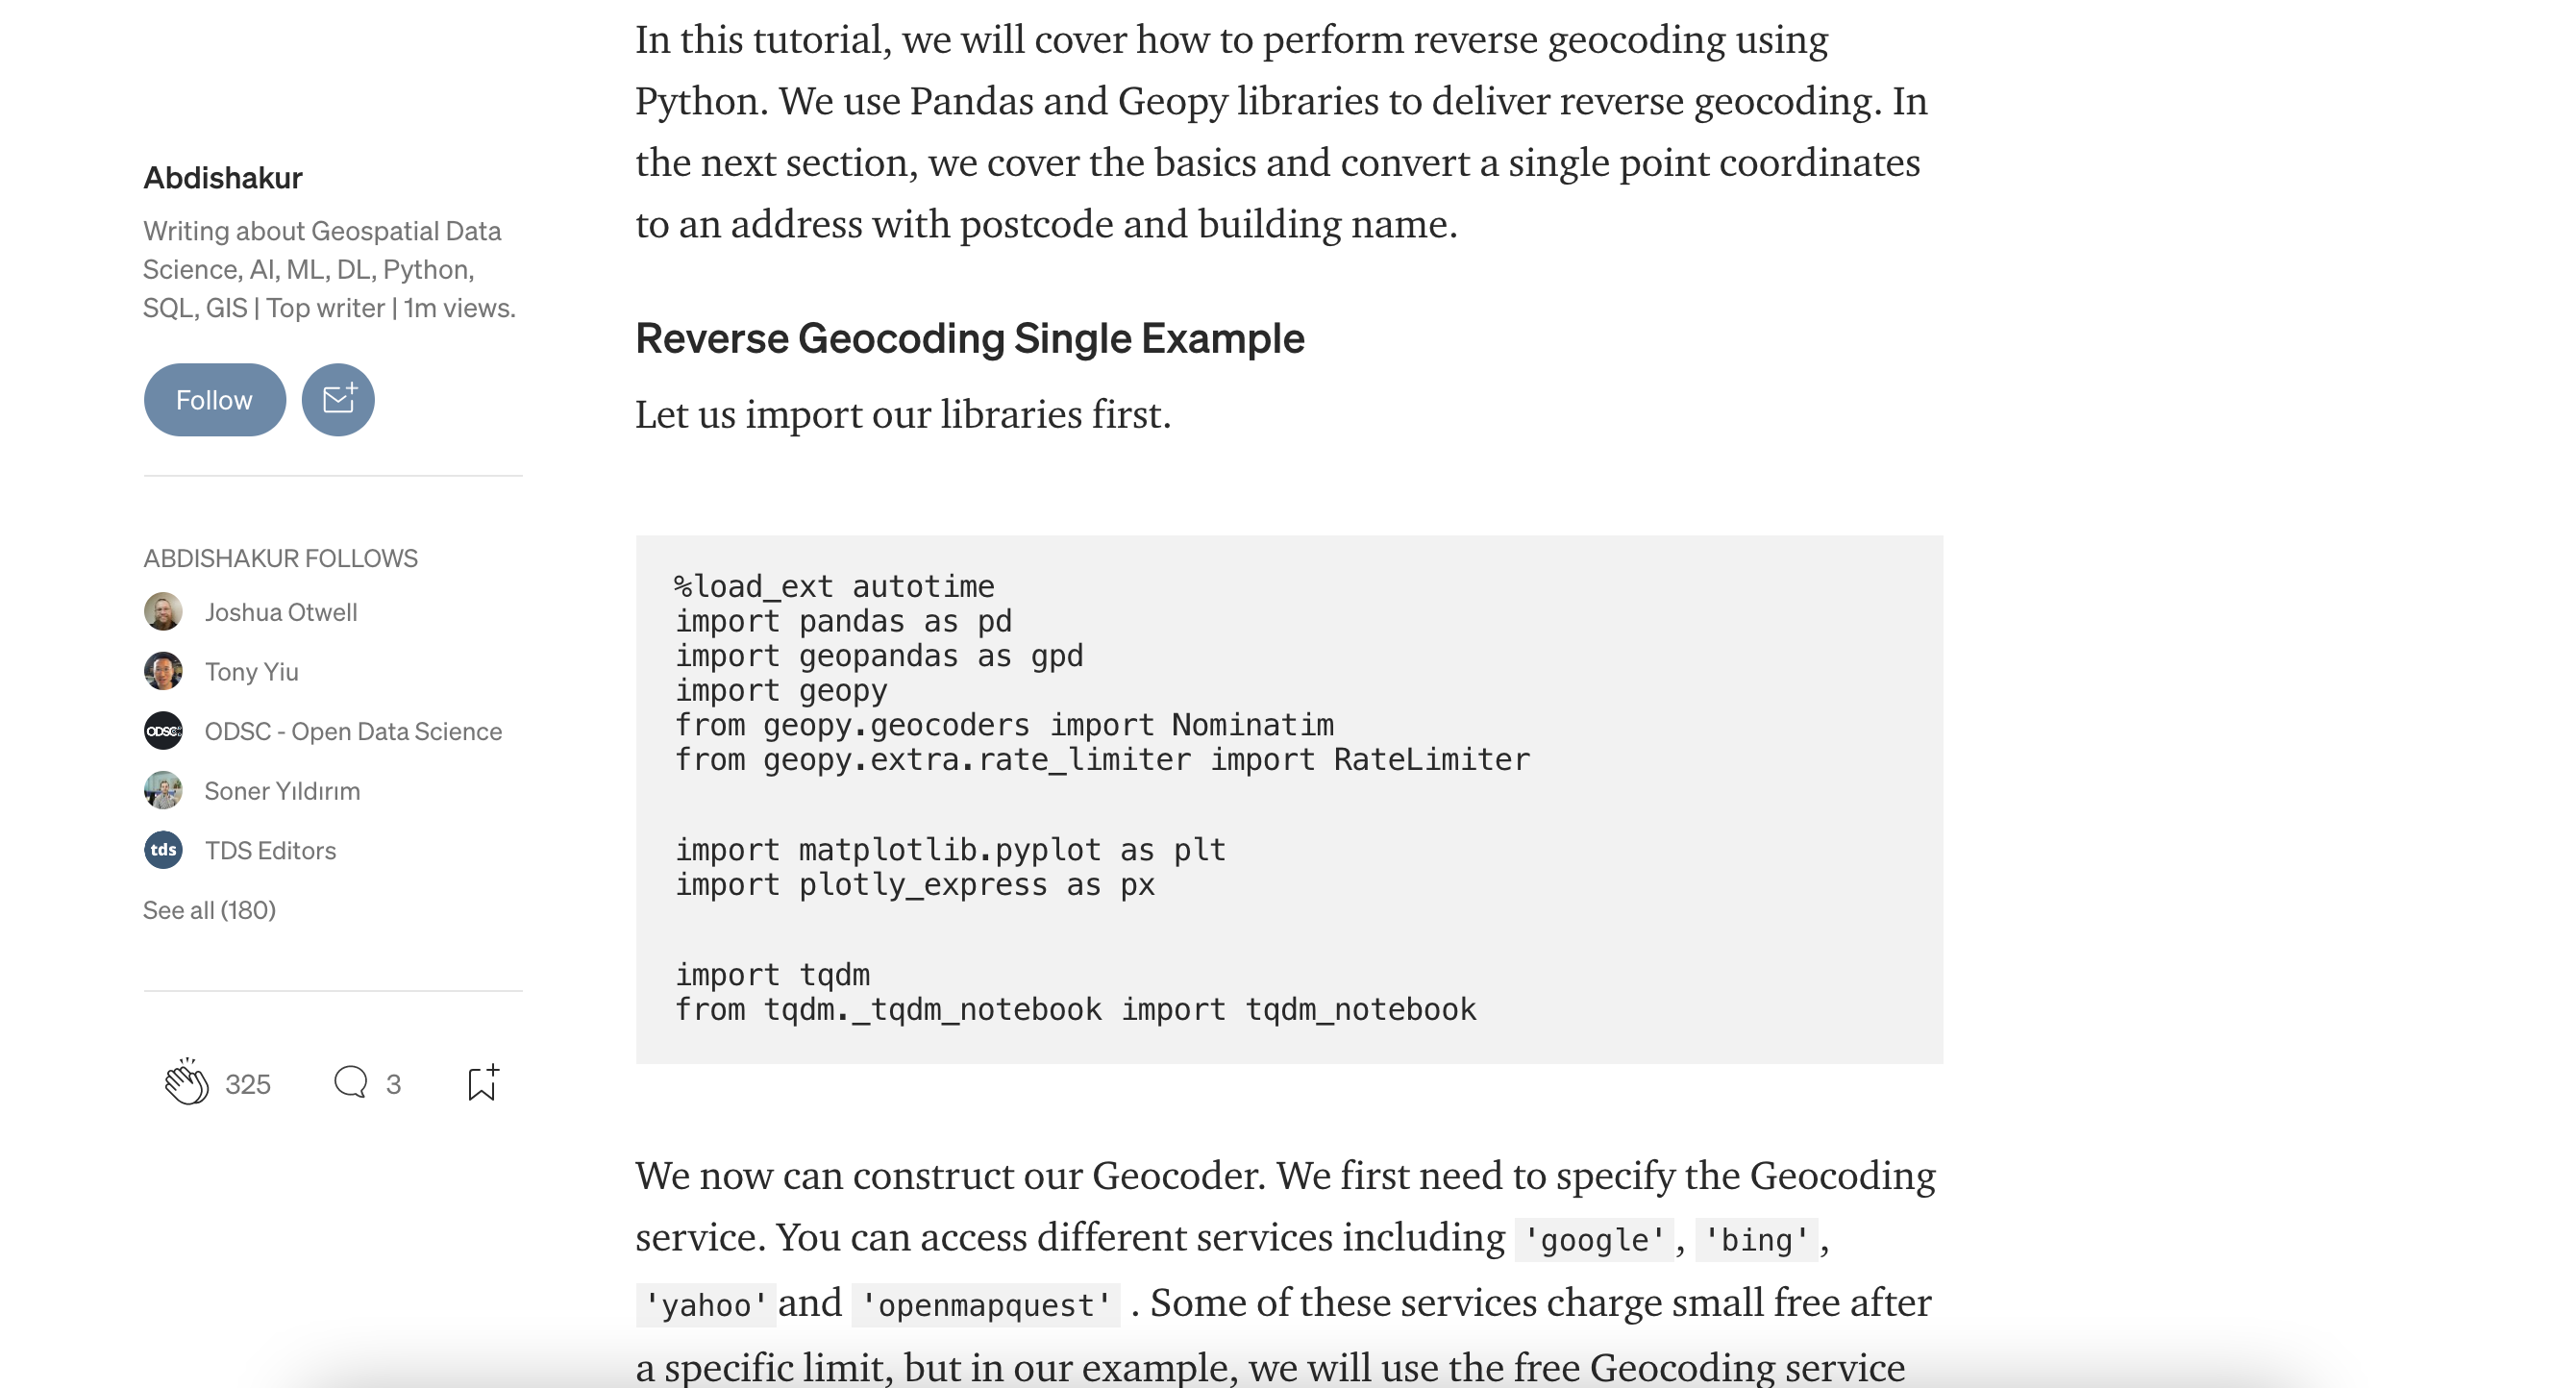 Abdishakur
Writing about Geospatial Data
Science, AI, ML, DL, Python,
SQL, GIS | Top writer | 1m views.
Follow
ABDISHAKUR FOLLOWS
Joshua Otwell
Tony Yiu
ODSC
ODSC - Open Data Science
Soner Yıldırım
tds
TDS Editors
See all (180)
325
3
In this tutorial, we will cover how to perform reverse geocoding using
Python. We use Pandas and Geopy libraries to deliver reverse geocoding. In
the next section, we cover the basics and convert a single point coordinates
to an address with postcode and building name.
Reverse Geocoding Single Example
Let us import our libraries first.
%load_ext autotime
import pandas as pd
import geopandas as gpd
import geopy
from geopy.geocoders import Nominatim
from geopy.extra.rate_limiter import RateLimiter
import matplotlib.pyplot as plt
import plotly_express as px
import tqdm
from tqdm._tqdm_notebook import tqdm_notebook
We now can construct our Geocoder. We first need to specify the Geocoding
service. You can access different services including 'google', 'bing',
'yahoo' and 'openmapquest' . Some of these services charge small free after
a specific limit, but in our example, we will use the free Geocoding service